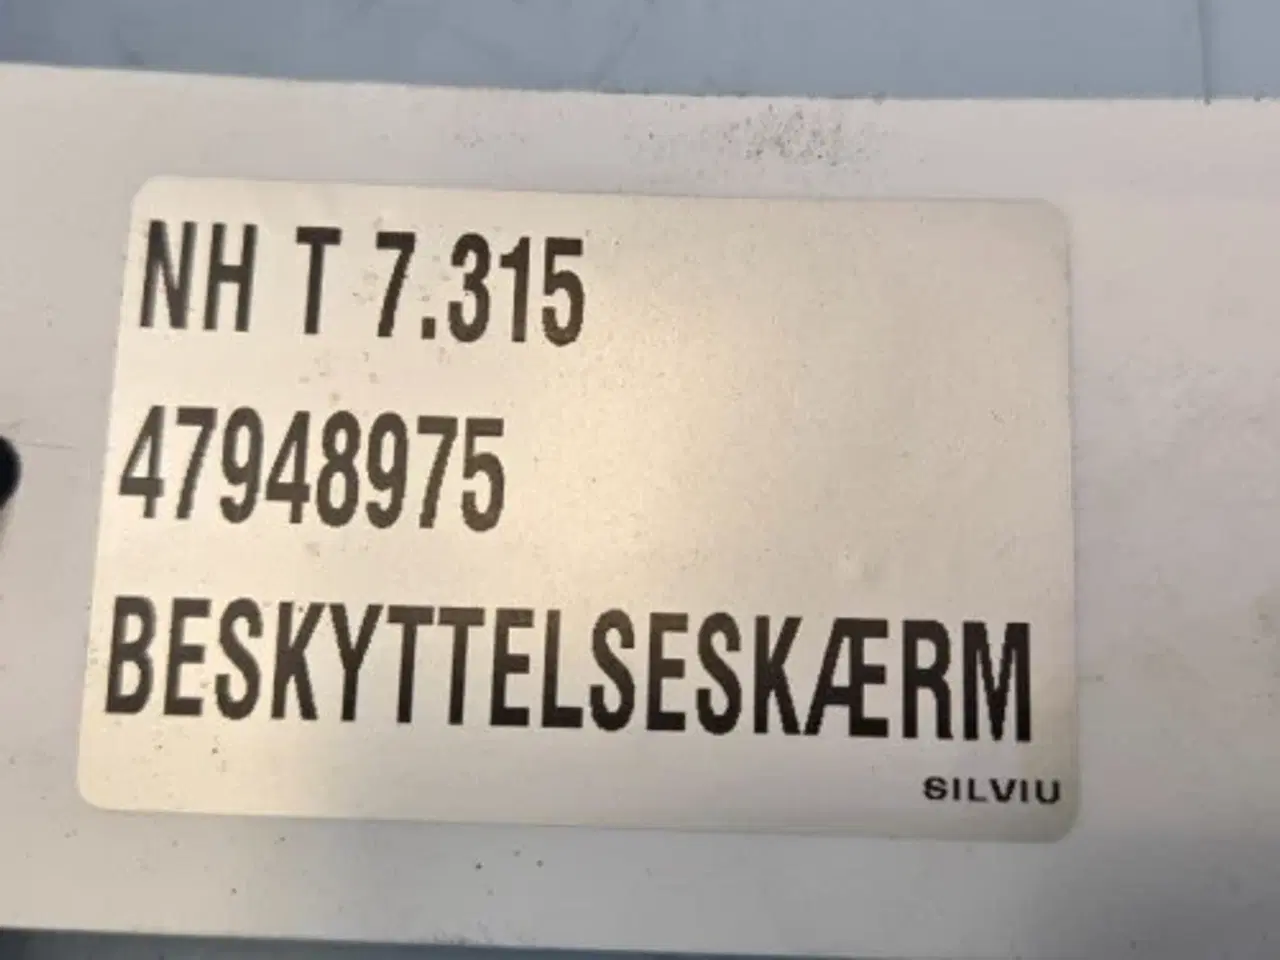 NH T 7.315
47948975
BESKYTTELSESKÆRM
SILVIU